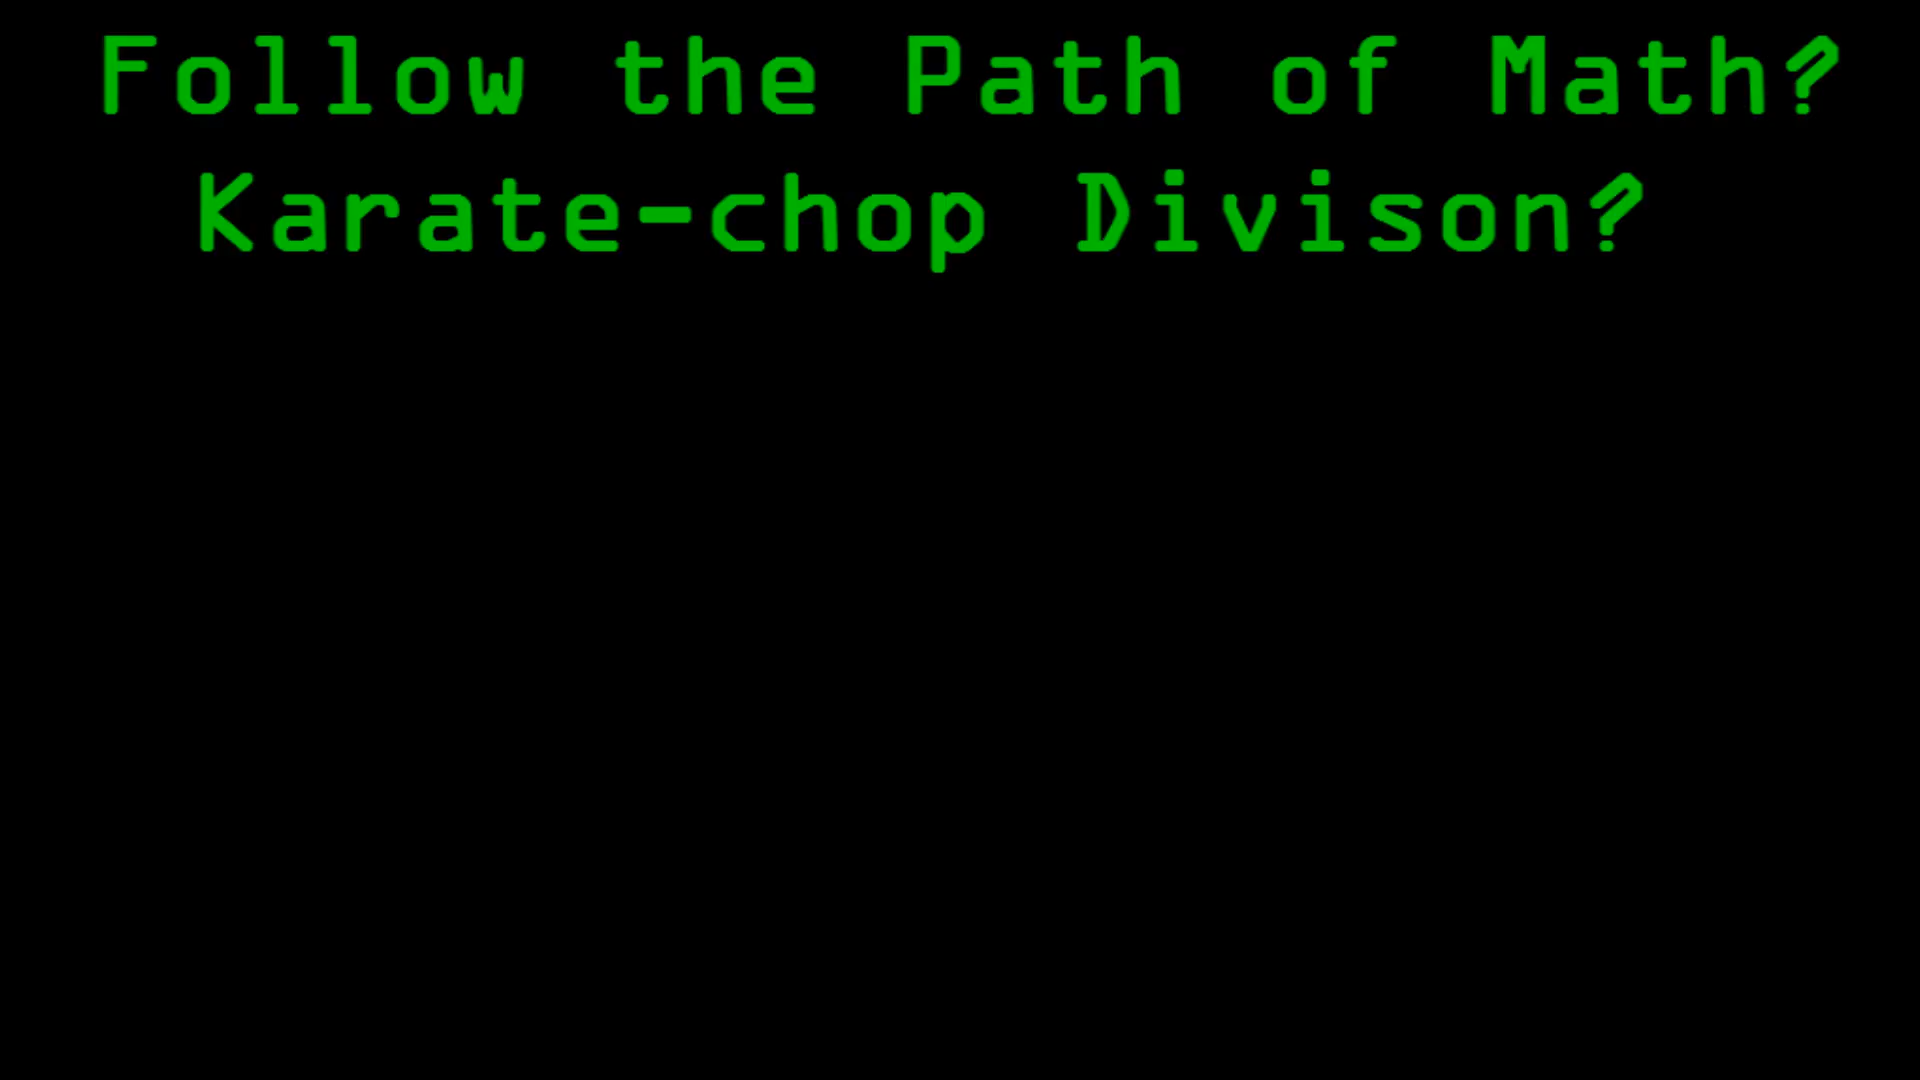 Follow the Path of Math?
Karate-chop Divison?